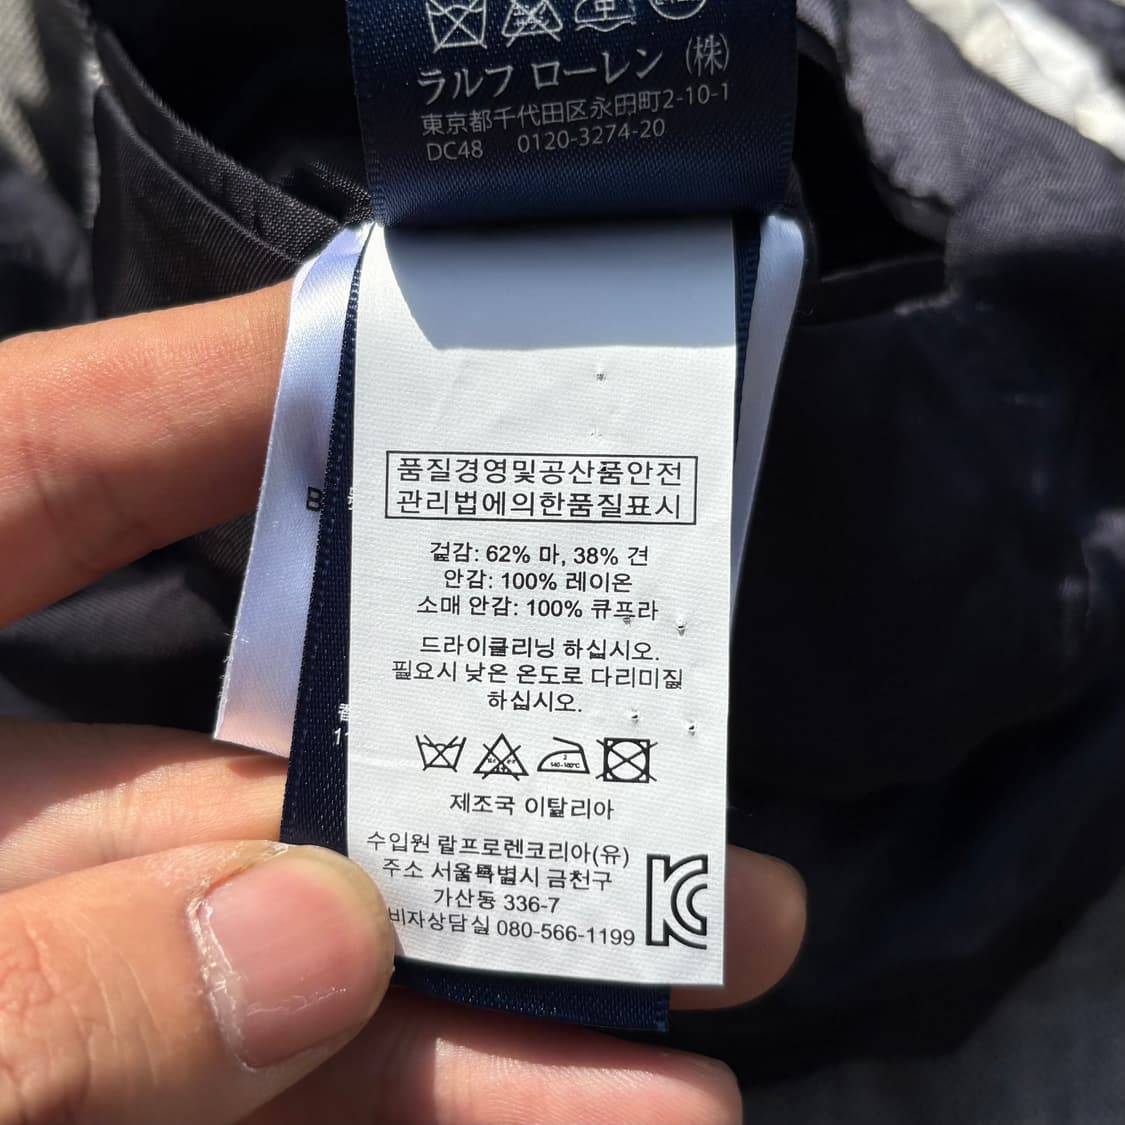 ラルフ ローレン (株)
東京都千代田区永田町2-10-1
DC48 0120-3274-20
품질경영및공산품안전
관리법에의한품질표시
겉감: 62% 마, 38% 견
안감: 100% 레이온
소매 안감: 100% 큐프라
드라이클리닝 하십시오.
필요시 낮은 온도로 다리미질
하십시오.
제조국 이탈리아
수입원 랄프로렌코리아(유)
주소 서울특별시 금천구
가산동 336-7
비자상담실 080-566-1199